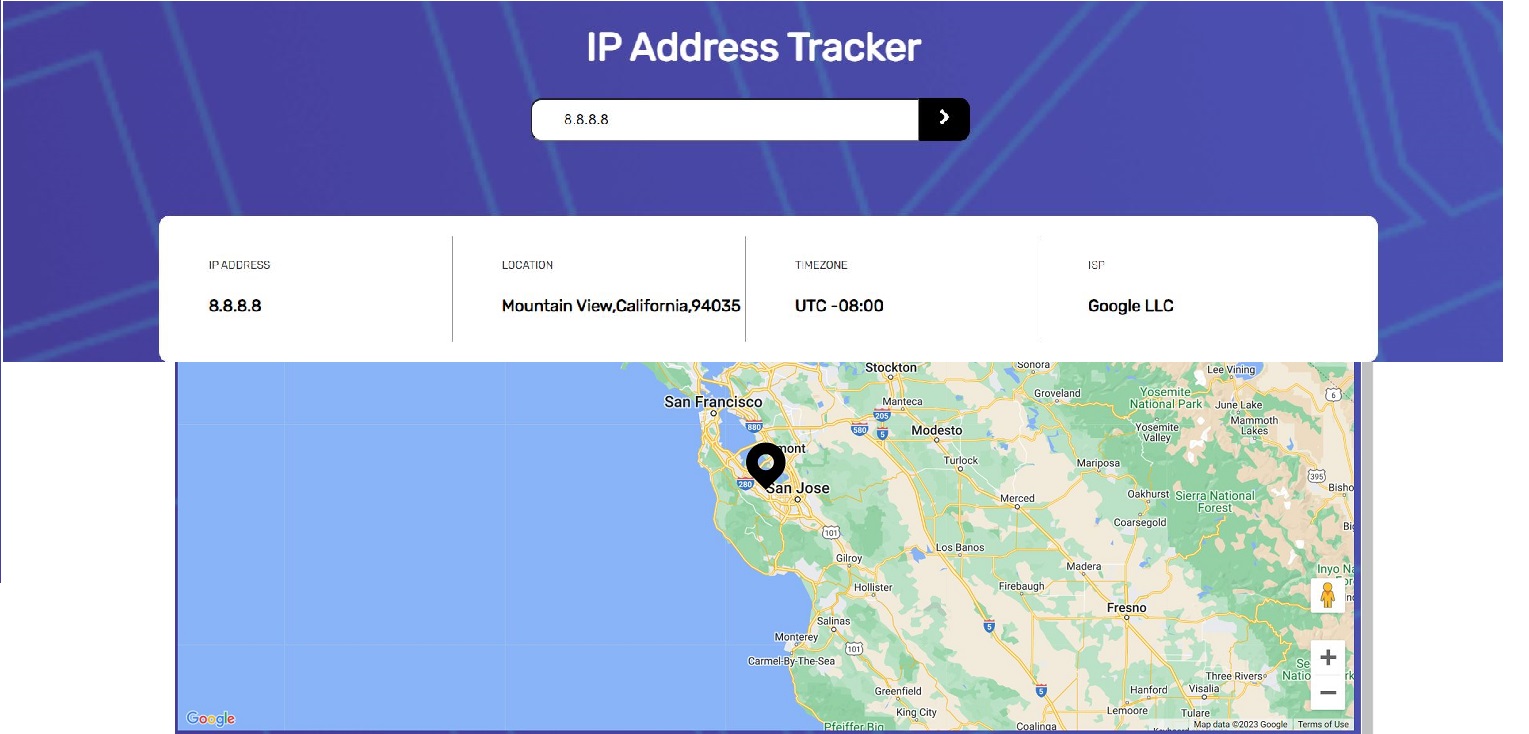 IP Address Tracker
8.8.8.8
IP ADDRESS
LOCATION
TIMEZONE
ISP
8.8.8.8
Mountain View,California,94035
UTC -08:00
Google LLC
Stockton
Sonora
Lee Vining
Groveland
Yosemite
National Park
6
San Francisco
Manteca
June Lake
205
880
580
5
Modesto
Yosemite
Valley
Mammoth
Lakes
mont
Turlock
Mariposa
395
280
San Jose
Merced
Oakhurst
Sierra National
Forest
Bisho
Coarsegold
Bi
101
Los Banos
Gilroy
Madera
Inyo Na
For
Hollister
Firebaugh
Fresno
Salinas
5
Monterey
101
Carmel-By-The-Sea
Se
Natio
rk
Three Rivers
Greenfield
5
Hanford
Visalia
King City
Lemoore
Tulare
Google
Pfeiffer Big
Coalinga
Map data ©2023 Google
Terms of Use